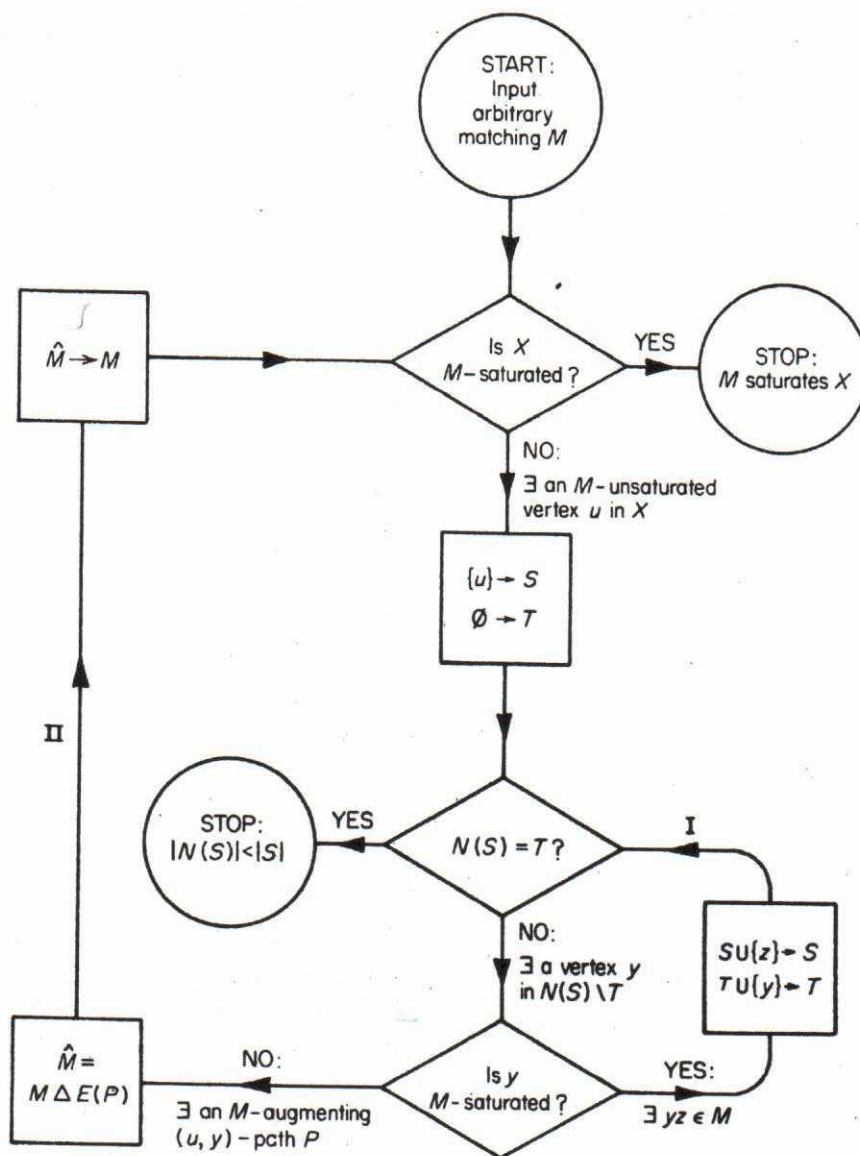 START:
Input
arbitrary
matching M
M̂ → M
Is X
M-saturated?
YES
STOP:
M saturates X
NO:
∃ an M-unsaturated
vertex u in X
{u} → S
∅ → T
II
STOP:
|N(S)|<|S|
YES
N(S) = T?
I
NO:
∃ a vertex y
in N(S)\T
S∪{z} → S
T∪{y} → T
M̂ =
M Δ E(P)
NO:
∃ an M-augmenting
(u, y)-path P
Is y
M-saturated?
YES:
∃ yz ∈ M